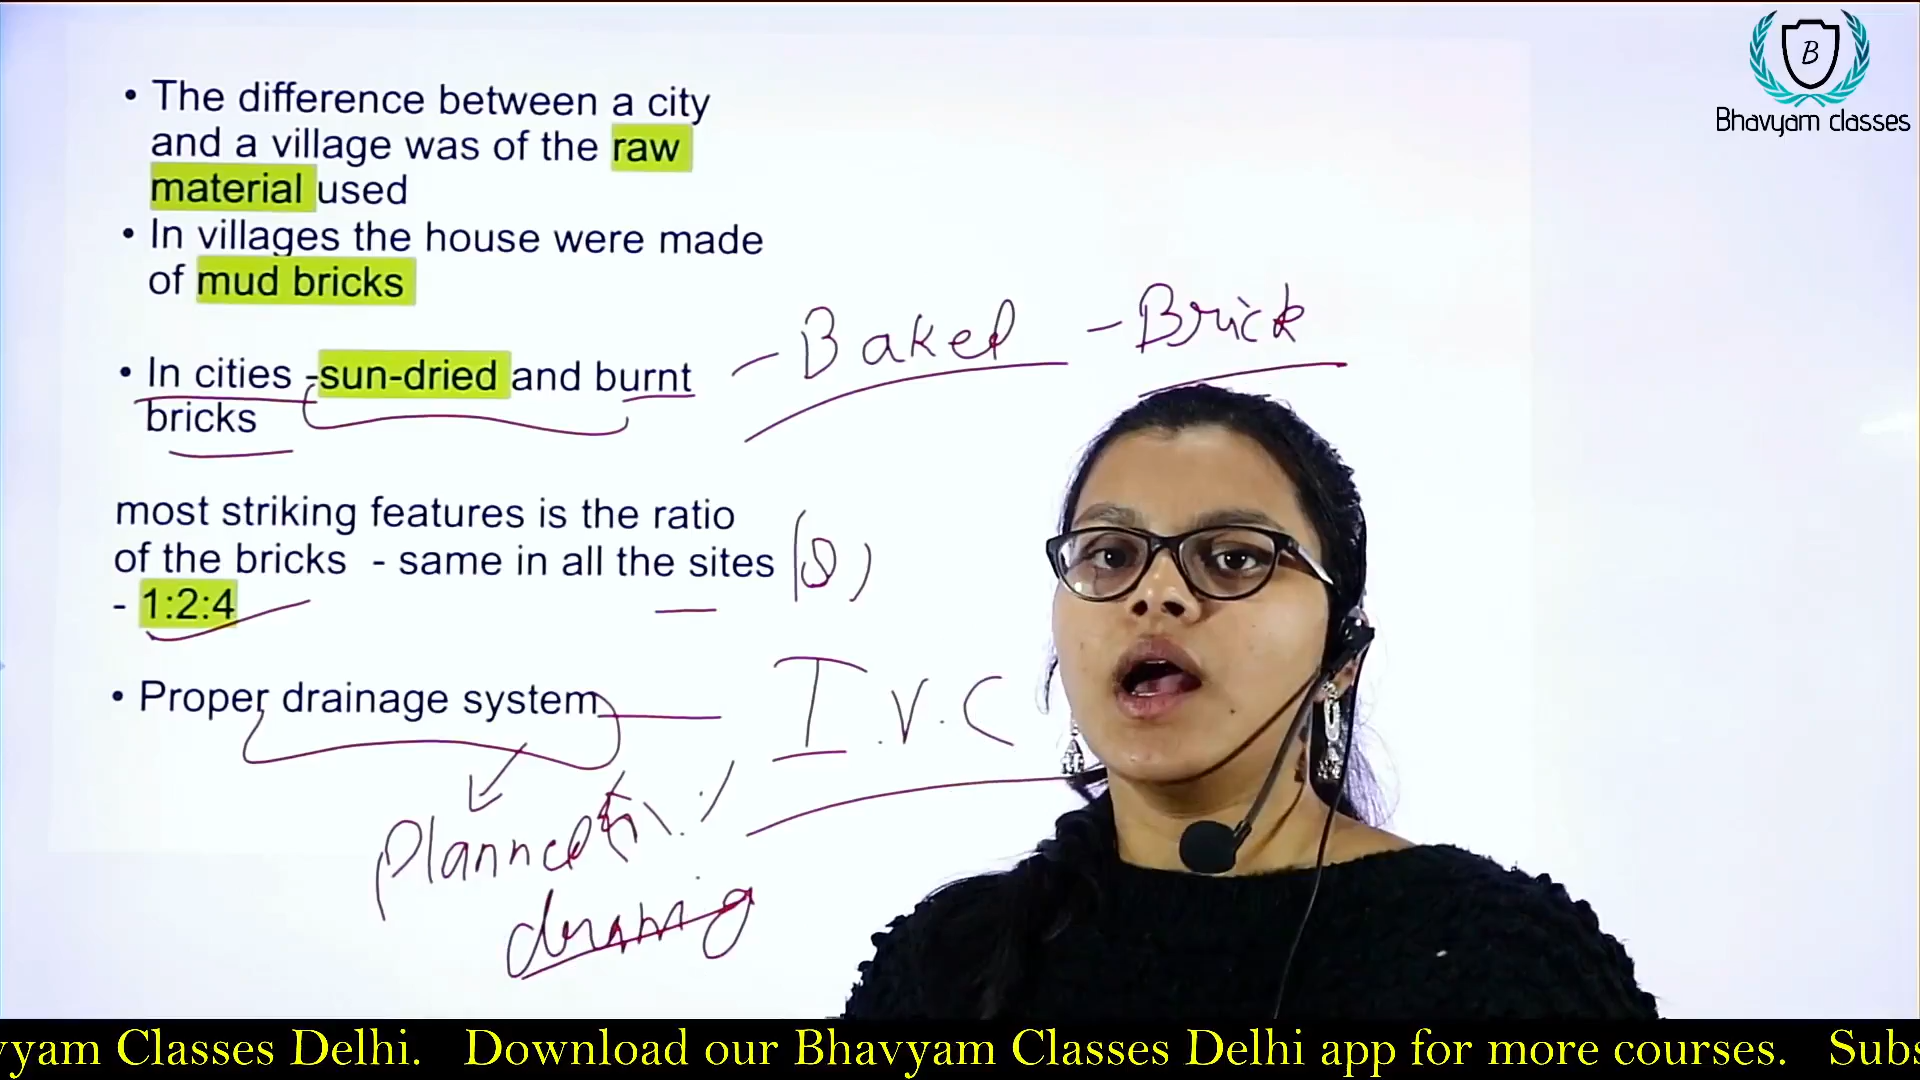 B
Bhavyam classes
• The difference between a city
and a village was of the raw
material used
• In villages the house were made
of mud bricks
• In cities -sun-dried and burnt
bricks
- Baked - Brick
most striking features is the ratio
of the bricks - same in all the sites
- 1:2:4
• Proper drainage system
I.V.C
Planned
vyam Classes Delhi. Download our Bhavyam Classes Delhi app for more courses. Subs